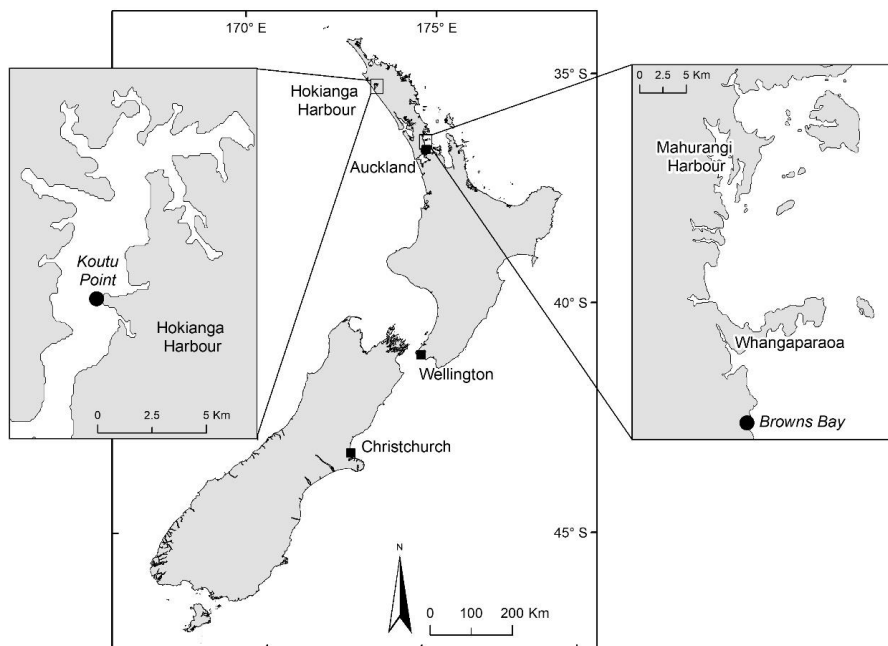 170° E
175° E
35° S
40° S
45° S
Hokianga
Harbour
Auckland
Wellington
Christchurch
N
0 100 200 Km
Koutu
Point
Hokianga
Harbour
0 2.5 5 Km
0 2.5 5 Km
Mahurangi
Harbour
Whangaparaoa
Browns Bay